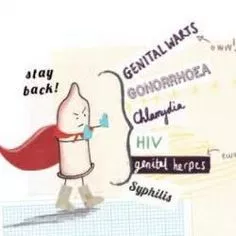 stay
back!
GENITAL WARTS
GONORRHOEA
Chlamydia
HIV
genital herpes
Syphilis